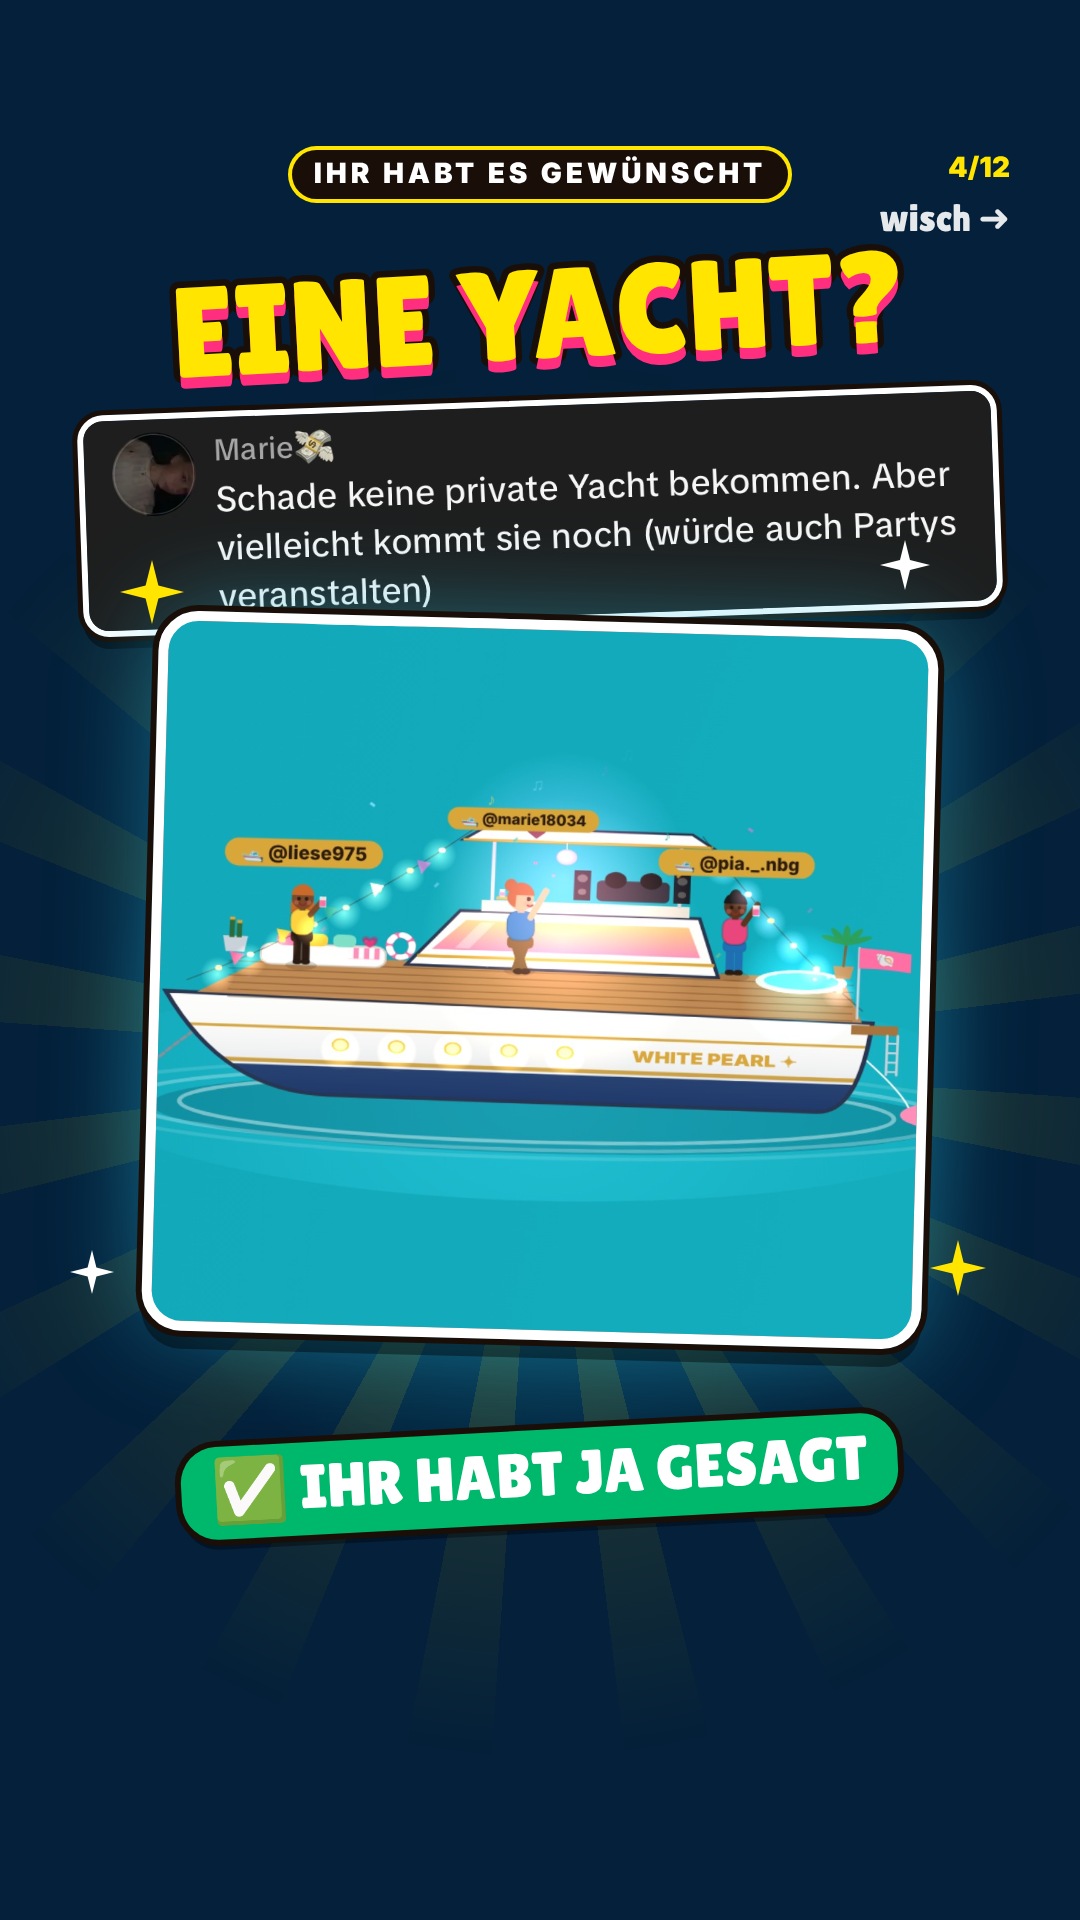 IHR HABT ES GEWÜNSCHT
4/12
wisch →
EINE YACHT?
Marie💸
Schade keine private Yacht bekommen. Aber
vielleicht kommt sie noch (würde auch Partys
veranstalten)
@marie18034
@liese975
@pia._.nbg
WHITE PEARL ✦
✅ IHR HABT JA GESAGT